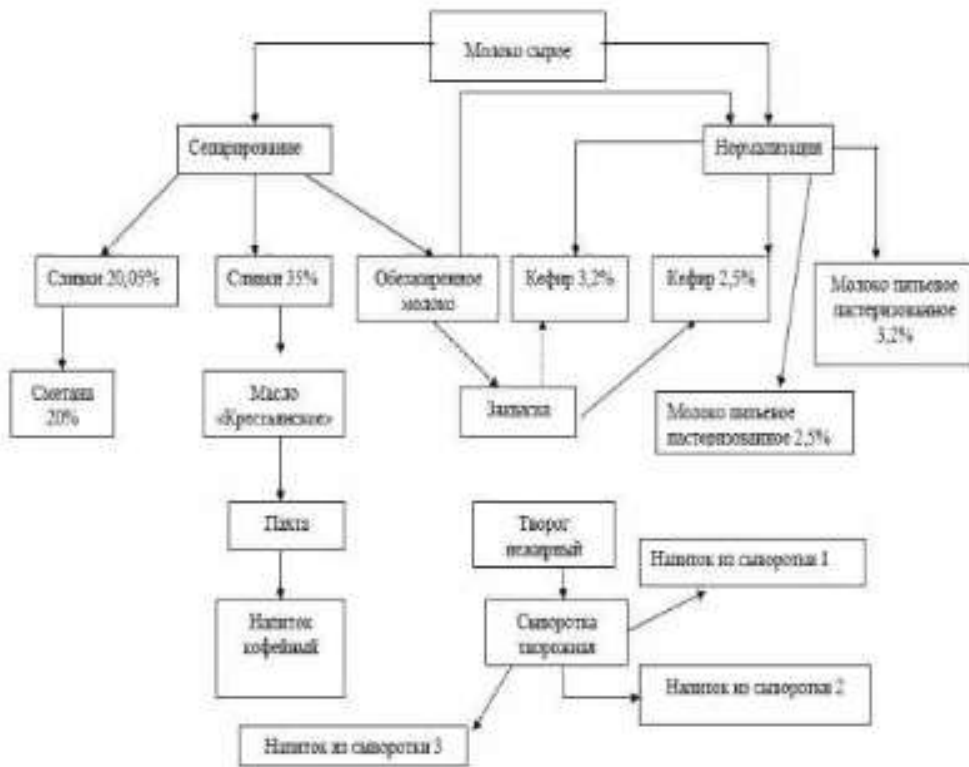 Молоко сырое
Сепарирование
Нормализация
Сливки 20,05%
Сливки 35%
Обезжиренное
молоко
Кефир 3,2%
Кефир 2,5%
Молоко питьевое
пастеризованное
3,2%
Сметана
20%
Масло
«Крестьянское»
Закваска
Молоко питьевое
пастеризованное 2,5%
Пахта
Творог
нежирный
Напиток из сыворотки 1
Напиток
кофейный
Сыворотка
творожная
Напиток из сыворотки 2
Напиток из сыворотки 3